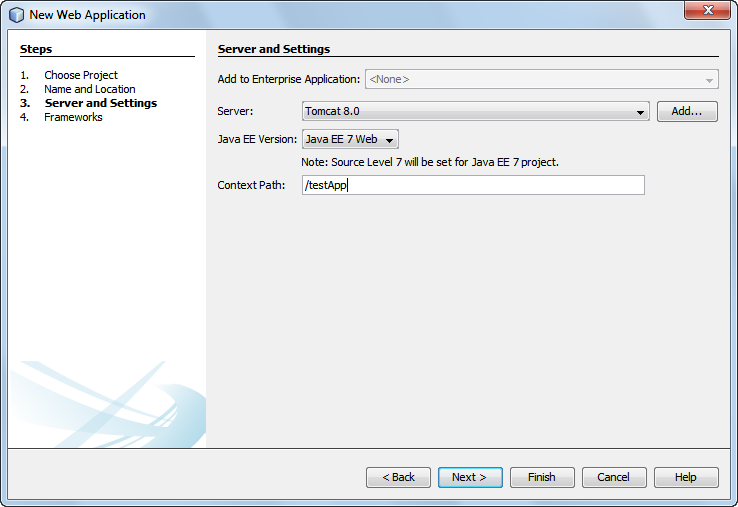 New Web Application
Steps
1. Choose Project
2. Name and Location
3. Server and Settings
4. Frameworks
Server and Settings
Add to Enterprise Application: <None>
Server: Tomcat 8.0 Add...
Java EE Version: Java EE 7 Web
Note: Source Level 7 will be set for Java EE 7 project.
Context Path: /testApp
< Back Next > Finish Cancel Help